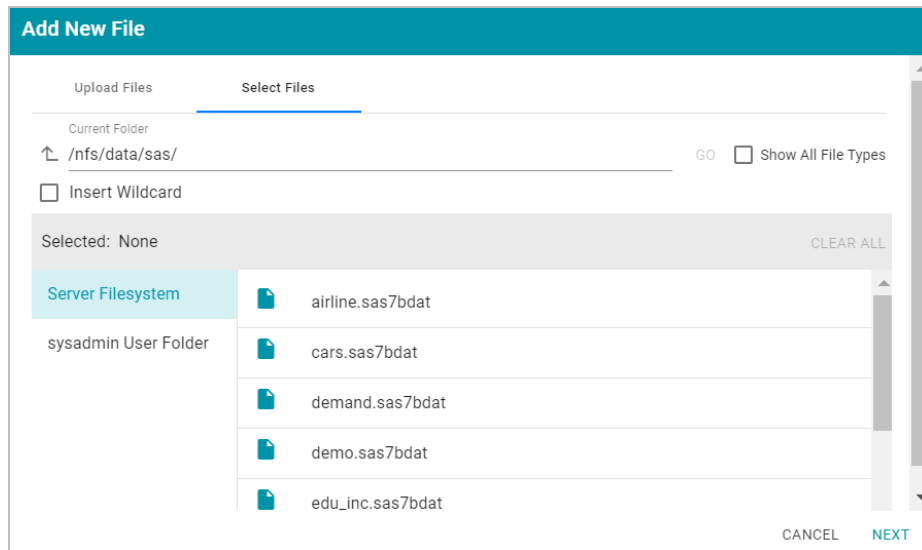 Add New File
Upload Files Select Files
Current Folder
/nfs/data/sas/ GO Show All File Types
Insert Wildcard
Selected: None CLEAR ALL
Server Filesystem airline.sas7bdat
sysadmin User Folder cars.sas7bdat
demand.sas7bdat
demo.sas7bdat
edu_inc.sas7bdat
CANCEL NEXT